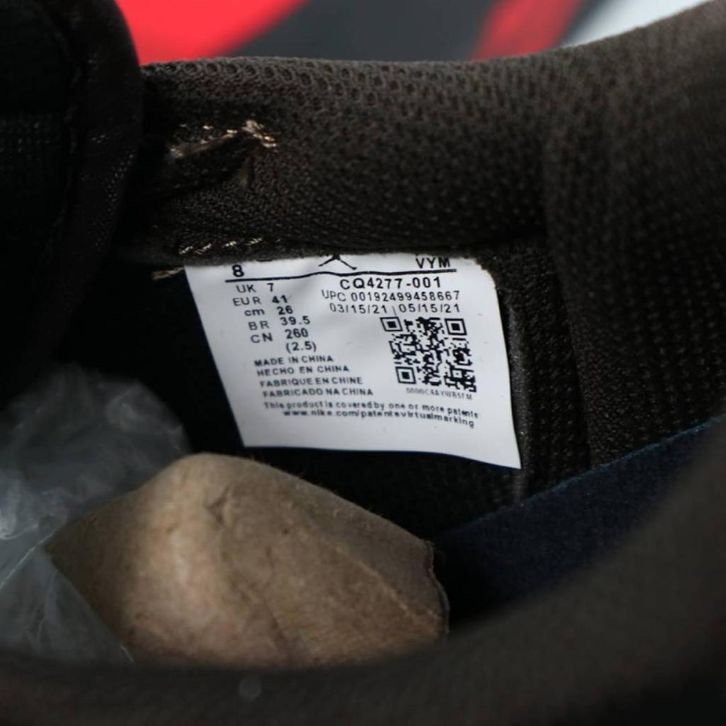 8 VYM
UK 7 CQ4277-001
EUR 41 UPC 00192499458667
cm 26 03/15/21 05/15/21
BR 39.5
CN 260
(2.5)
MADE IN CHINA
HECHO EN CHINA
FABRIQUE EN CHINE
FABRICADO NA CHINA
This product is covered by one or more patents
www.nike.com/patentsvirtualmarking